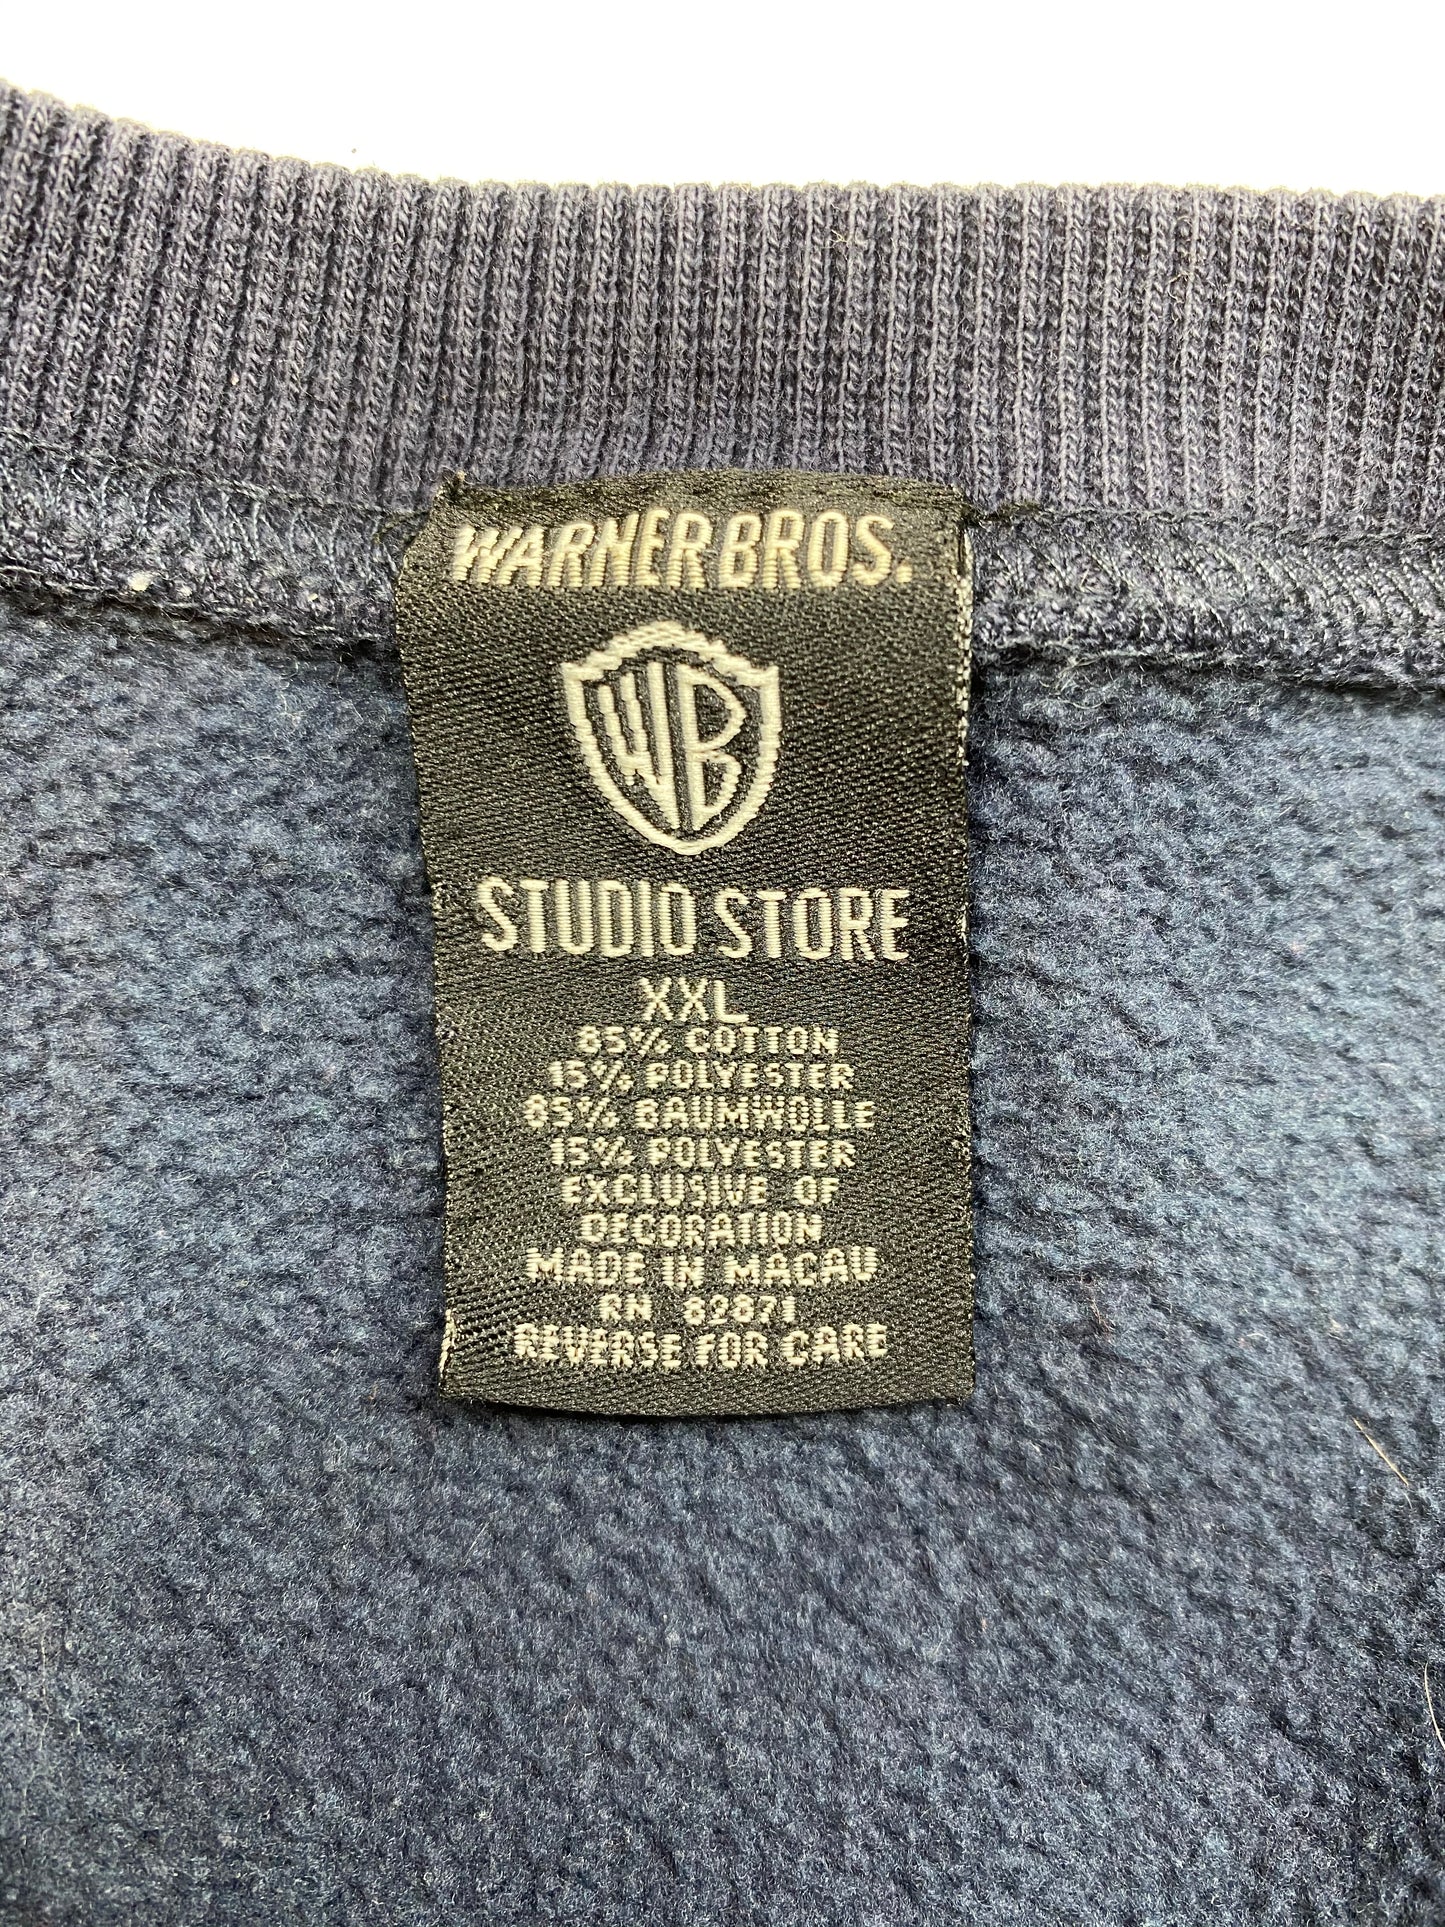 WARNER BROS.
WB
STUDIO STORE
XXL
85% COTTON
15% POLYESTER
85% BAUMWOLLE
15% POLYESTER
EXCLUSIVE OF
DECORATION
MADE IN MACAU
RN 82871
REVERSE FOR CARE